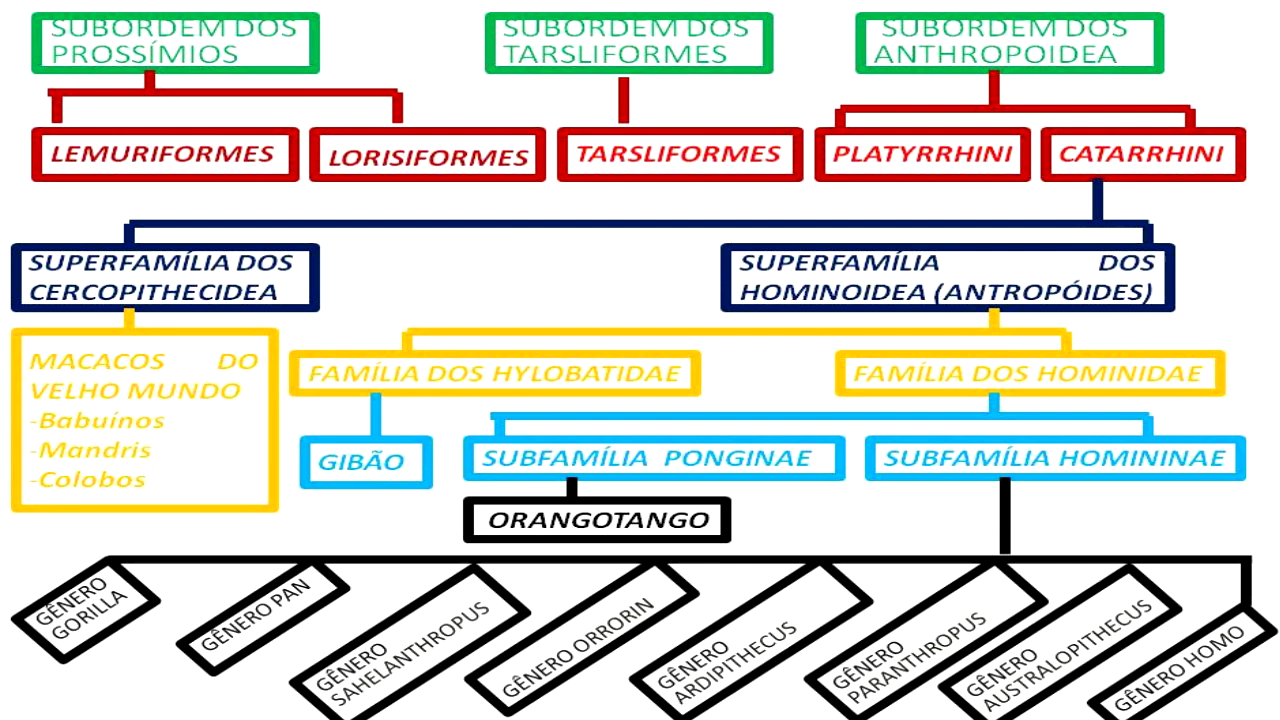 SUBORDEM DOS
PROSSÍMIOS
SUBORDEM DOS
TARSLIFORMES
SUBORDEM DOS
ANTHROPOIDEA
LEMURIFORMES
LORISIFORMES
TARSLIFORMES
PLATYRRHINI
CATARRHINI
SUPERFAMÍLIA DOS
CERCOPITHECIDEA
SUPERFAMÍLIA DOS
HOMINOIDEA (ANTROPÓIDES)
MACACOS DO
VELHO MUNDO
-Babuínos
-Mandris
-Colobos
FAMÍLIA DOS HYLOBATIDAE
FAMÍLIA DOS HOMINIDAE
GIBÃO
SUBFAMÍLIA PONGINAE
SUBFAMÍLIA HOMININAE
ORANGOTANGO
GÊNERO
GORILLA
GÊNERO PAN
GÊNERO
SAHELANTHROPUS
GÊNERO ORRORIN
GÊNERO
ARDIPITHECUS
GÊNERO
PARANTHROPUS
GÊNERO
AUSTRALOPITHECUS
GÊNERO HOMO